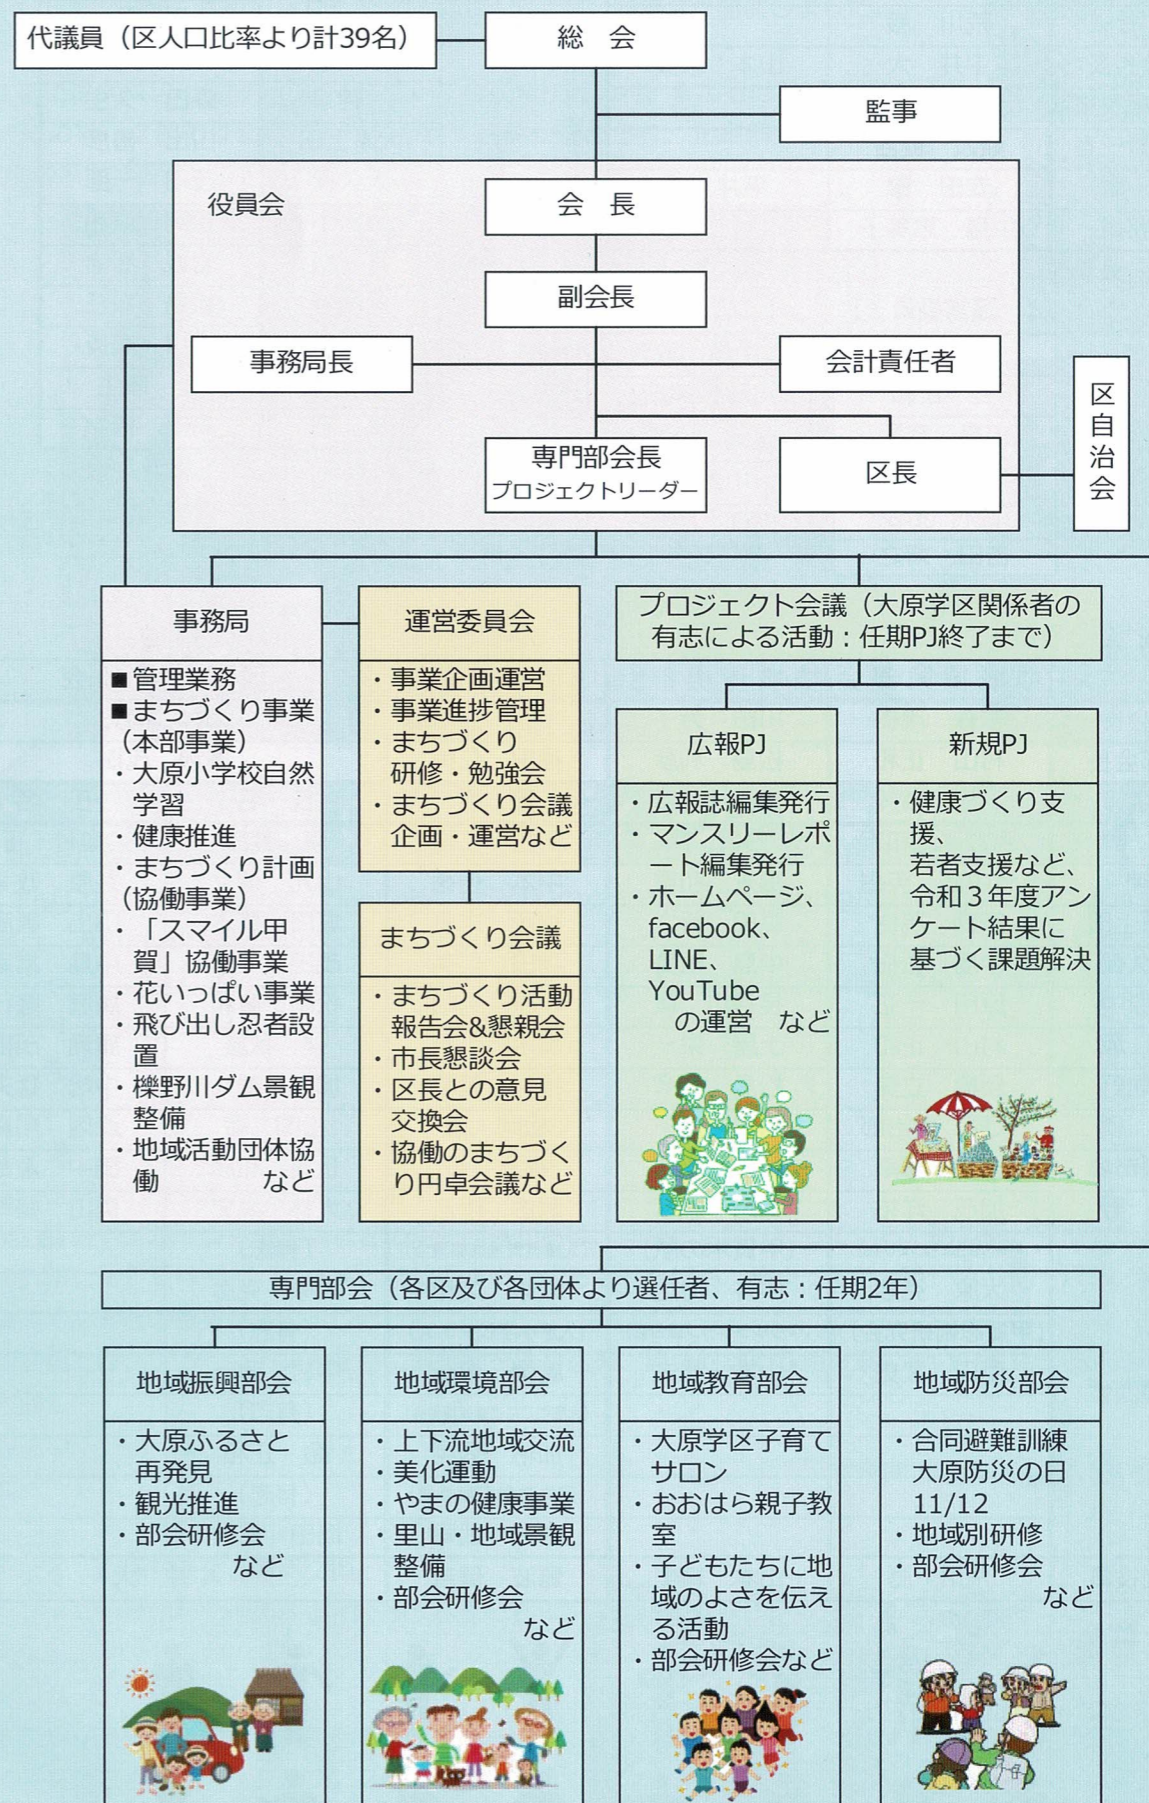 代議員（区人口比率より計39名）
総　会
監事
役員会
会　長
副会長
事務局長
会計責任者
専門部会長
プロジェクトリーダー
区長
区自治会
事務局
■管理業務
■まちづくり事業
（本部事業）
・大原小学校自然
学習
・健康推進
・まちづくり計画
（協働事業）
・「スマイル甲
賀」協働事業
・花いっぱい事業
・飛び出し忍者設
置
・櫟野川ダム景観
整備
・地域活動団体協
働　　　　など
運営委員会
・事業企画運営
・事業進捗管理
・まちづくり
研修・勉強会
・まちづくり会議
企画・運営など
まちづくり会議
・まちづくり活動
報告会&懇親会
・市長懇談会
・区長との意見
交換会
・協働のまちづく
り円卓会議など
プロジェクト会議（大原学区関係者の
有志による活動：任期PJ終了まで）
広報PJ
・広報誌編集発行
・マンスリーレポ
ート編集発行
・ホームページ、
facebook、
LINE、
YouTube
の運営　など
新規PJ
・健康づくり支
援、
若者支援など、
令和３年度アン
ケート結果に
基づく課題解決
専門部会（各区及び各団体より選任者、有志：任期2年）
地域振興部会
・大原ふるさと
再発見
・観光推進
・部会研修会
など
地域環境部会
・上下流地域交流
・美化運動
・やまの健康事業
・里山・地域景観
整備
・部会研修会
など
地域教育部会
・大原学区子育て
サロン
・おおはら親子教
室
・子どもたちに地
域のよさを伝え
る活動
・部会研修会など
地域防災部会
・合同避難訓練
大原防災の日
11/12
・地域別研修
・部会研修会
など